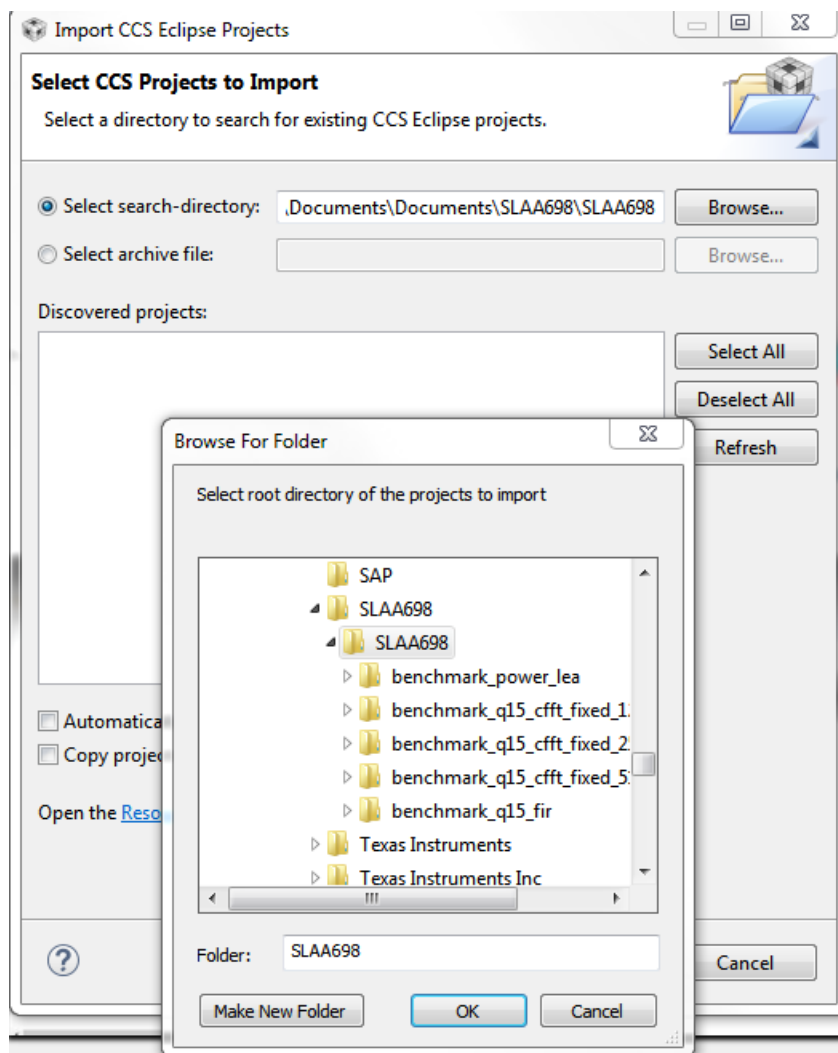 Import CCS Eclipse Projects
Select CCS Projects to Import
Select a directory to search for existing CCS Eclipse projects.
Select search-directory: .Documents\Documents\SLAA698\SLAA698 Browse...
Select archive file: Browse...
Discovered projects:
Select All
Deselect All
Browse For Folder
Refresh
Select root directory of the projects to import
SAP
SLAA698
SLAA698
benchmark_power_lea
benchmark_q15_cfft_fixed_1
Automatica
benchmark_q15_cfft_fixed_2
Copy projec
benchmark_q15_cfft_fixed_5
Open the Reso
benchmark_q15_fir
Texas Instruments
Texas Instruments Inc
Folder: SLAA698
Cancel
Make New Folder OK Cancel